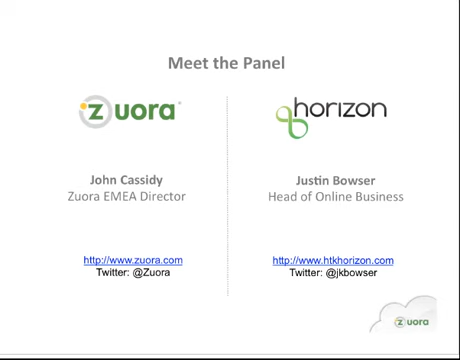 Meet the Panel
zuora
horizon
John Cassidy
Zuora EMEA Director
Justin Bowser
Head of Online Business
http://www.zuora.com
Twitter: @Zuora
http://www.htkhorizon.com
Twitter: @jkbowser
zuora